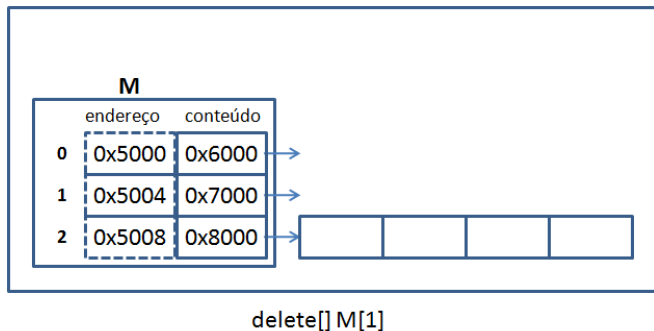 M
endereço conteúdo
0 0x5000 0x6000
1 0x5004 0x7000
2 0x5008 0x8000
delete[] M[1]